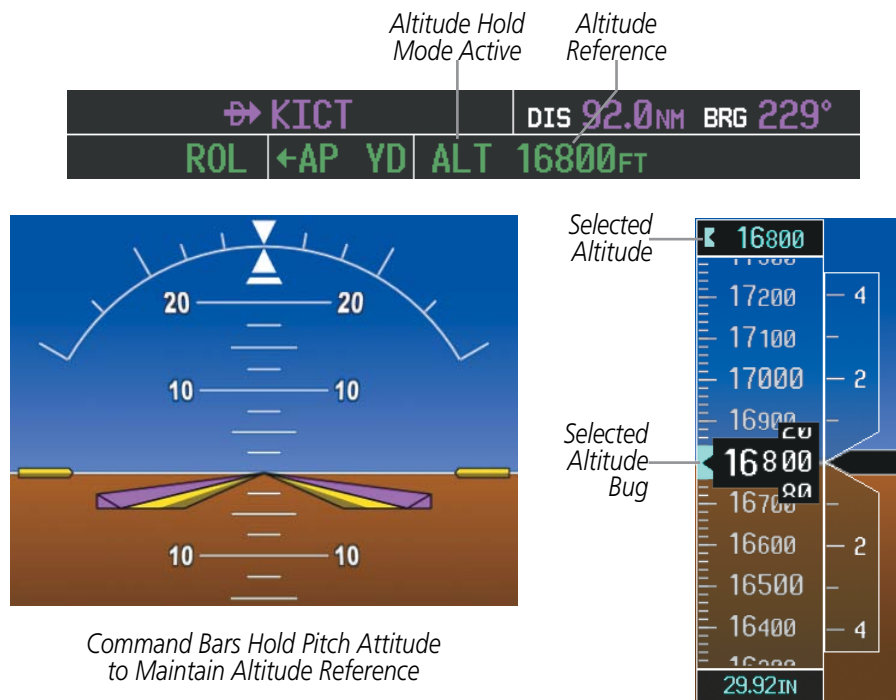 Altitude Hold Mode Active
Altitude Reference
KICT DIS 92.0NM BRG 229°
ROL ←AP YD ALT 16800FT
Selected Altitude
16800
20 20
10 10
10 10
17200
17100
17000
16900
20
16800
80
16700
16600
16500
16400
4
2
2
4
Selected Altitude Bug
29.92IN
Command Bars Hold Pitch Attitude
to Maintain Altitude Reference